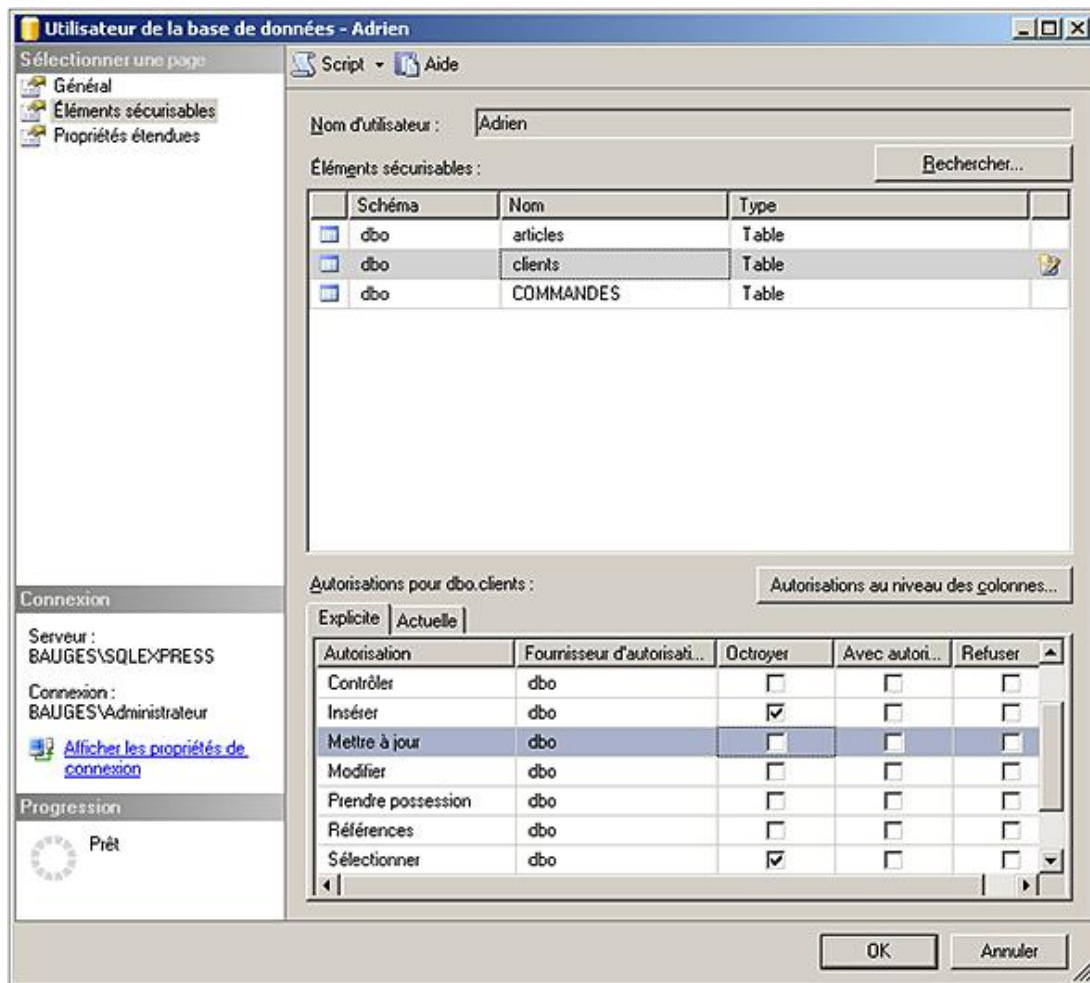 Utilisateur de la base de données - Adrien
Sélectionner une page
Général
Éléments sécurisables
Propriétés étendues
Script Aide
Nom d'utilisateur : Adrien
Éléments sécurisables :
Rechercher...
Schéma Nom Type
dbo articles Table
dbo clients Table
dbo COMMANDES Table
Connexion
Serveur :
BAUGES\SQLEXPRESS
Connexion :
BAUGES\Administrateur
Afficher les propriétés de
connexion
Progression
Prêt
Autorisations pour dbo.clients :
Autorisations au niveau des colonnes...
Explicite Actuelle
Autorisation Fournisseur d'autorisati... Octroyer Avec autori... Refuser
Contrôler dbo
Insérer dbo
Mettre à jour dbo
Modifier dbo
Prendre possession dbo
Références dbo
Sélectionner dbo
OK Annuler